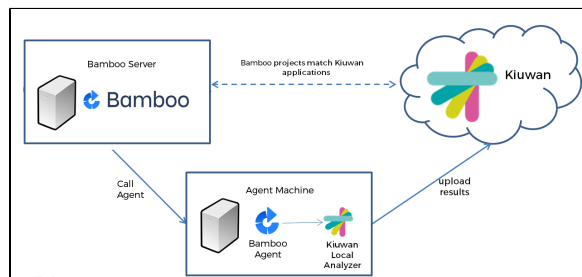 Bamboo Server
Bamboo
Bamboo projects match Kiuwan
applications
Kiuwan
Call
Agent
Agent Machine
Bamboo
Agent
Kiuwan
Local
Analyzer
upload
results